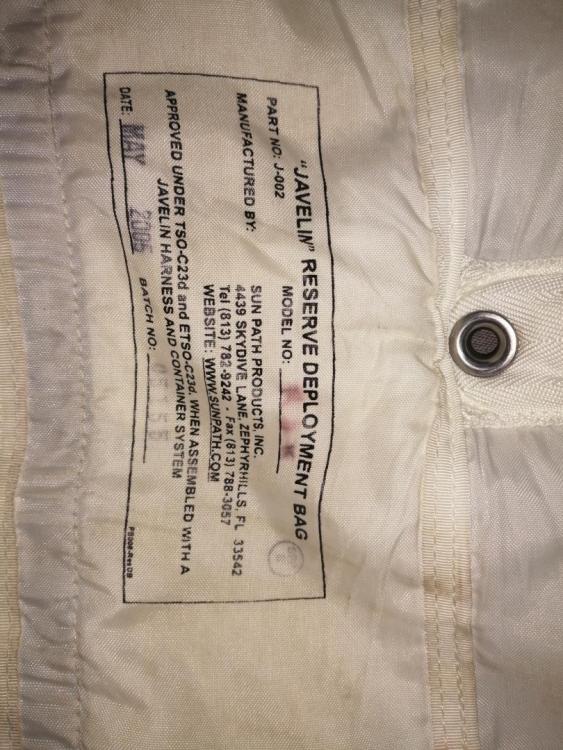 "JAVELIN" RESERVE DEPLOYMENT BAG
PART NO: J-002 MODEL NO:
MANUFACTURED BY: SUN PATH PRODUCTS, INC.
4439 SKYDIVE LANE, ZEPHYRHILLS, FL 33542
Tel (813) 782-9242 - Fax (813) 788-3057
WEBSITE: WWW.SUNPATH.COM
APPROVED UNDER TSO-C23d and ETSO-C23d, WHEN ASSEMBLED WITH A
JAVELIN HARNESS AND CONTAINER SYSTEM
DATE: MAY 2005 BATCH NO: